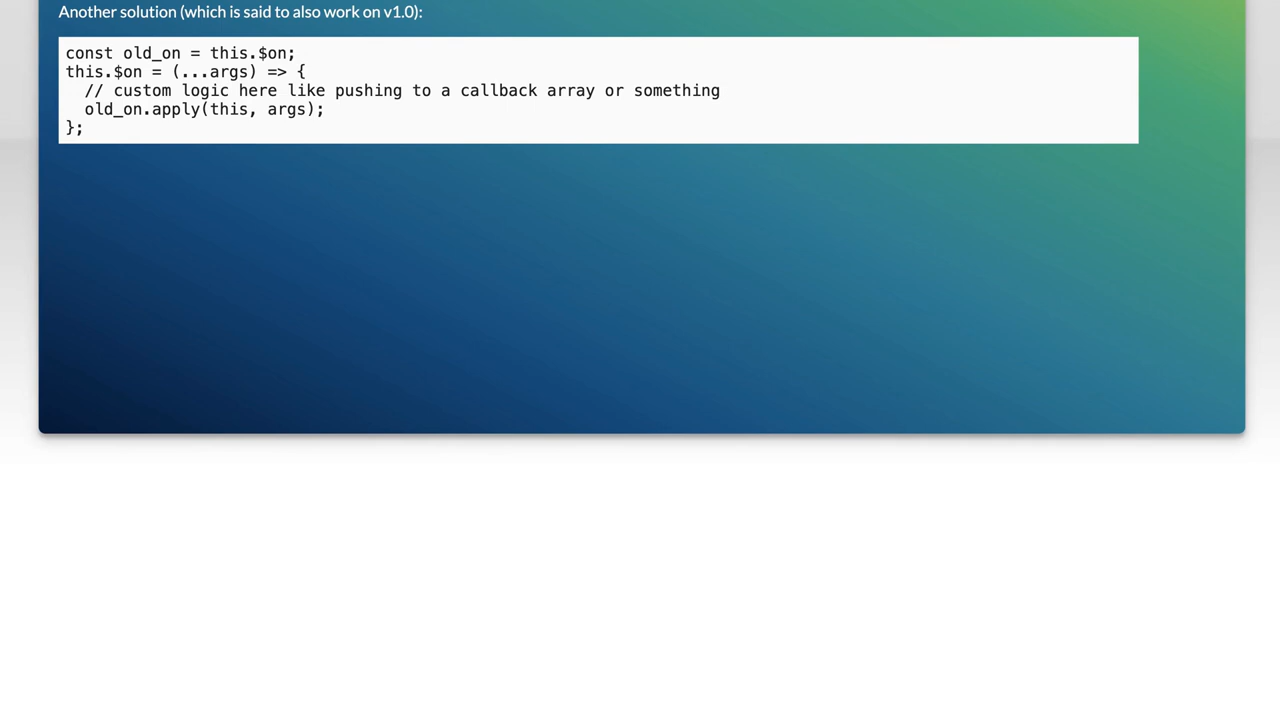 Another solution (which is said to also work on v1.0):
const old_on = this.$on;
this.$on = (...args) => {
  // custom logic here like pushing to a callback array or something
  old_on.apply(this, args);
};